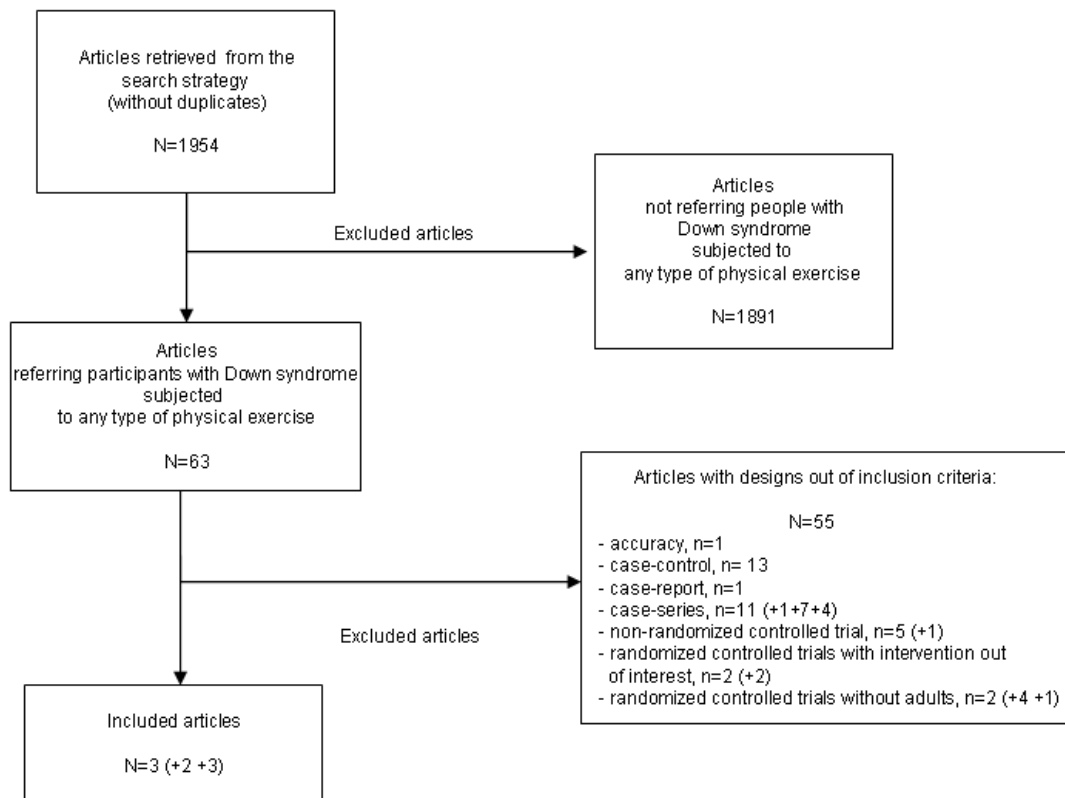 Articles retrieved from the
search strategy
(without duplicates)
N=1954
Excluded articles
Articles
not referring people with
Down syndrome
subjected to
any type of physical exercise
N=1891
Articles
referring participants with Down syndrome
subjected
to any type of physical exercise
N=63
Excluded articles
Articles with designs out of inclusion criteria:
N=55
- accuracy, n=1
- case-control, n= 13
- case-report, n=1
- case-series, n=11 (+1+7+4)
- non-randomized controlled trial, n=5 (+1)
- randomized controlled trials with intervention out
of interest, n=2 (+2)
- randomized controlled trials without adults, n=2 (+4 +1)
Included articles
N=3 (+2 +3)